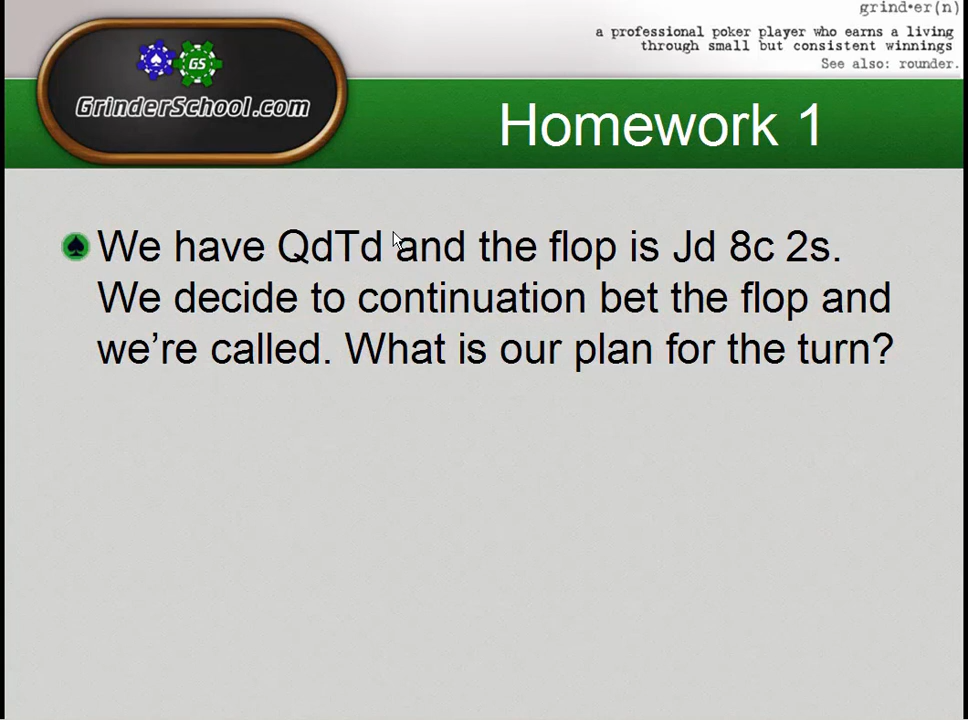 grind•er(n)
a professional poker player who earns a living
through small but consistent winnings
See also: rounder.
GS
GrinderSchool.com
Homework 1
We have QdTd and the flop is Jd 8c 2s.
We decide to continuation bet the flop and
we’re called. What is our plan for the turn?